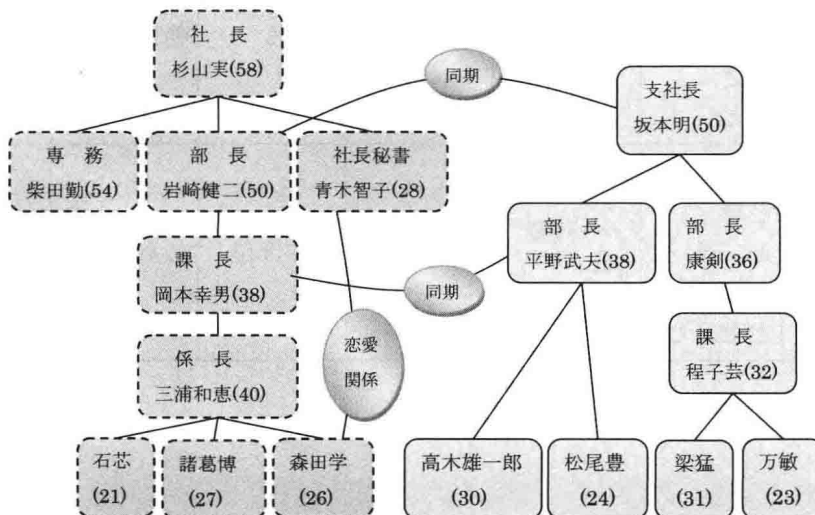 社　長
杉山実(58)
同期
支社長
坂本明(50)
専　務
柴田勤(54)
部　長
岩崎健二(50)
社長秘書
青木智子(28)
部　長
平野武夫(38)
部　長
康剣(36)
課　長
岡本幸男(38)
同期
課　長
程子芸(32)
係　長
三浦和恵(40)
恋愛
関係
石芯
(21)
諸葛博
(27)
森田学
(26)
高木雄一郎
(30)
松尾豊
(24)
梁猛
(31)
万敏
(23)